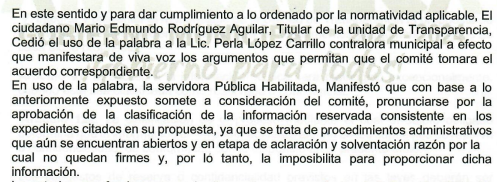 En este sentido y para dar cumplimiento a lo ordenado por la normatividad aplicable, El
ciudadano Mario Edmundo Rodríguez Aguilar, Titular de la unidad de Transparencia,
Cedió el uso de la palabra a la Lic. Perla López Carrillo contralora municipal a efecto
que manifestara de viva voz los argumentos que permitan que el comité tomara el
acuerdo correspondiente.
En uso de la palabra, la servidora Pública Habilitada, Manifestó que con base a lo
anteriormente expuesto somete a consideración del comité, pronunciarse por la
aprobación de la clasificación de la información reservada consistente en los
expedientes citados en su propuesta, ya que se trata de procedimientos administrativos
que aún se encuentran abiertos y en etapa de aclaración y solventación razón por la
cual no quedan firmes y, por lo tanto, la imposibilita para proporcionar dicha
información.